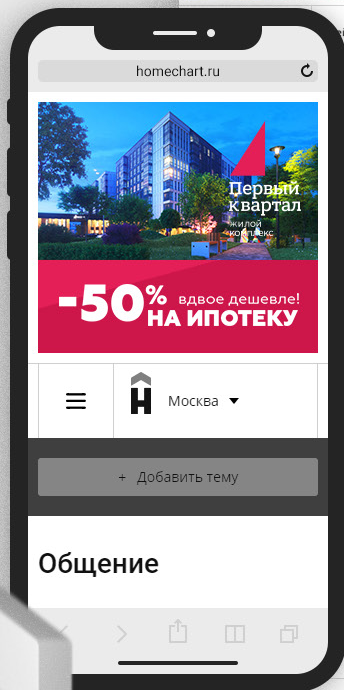 homechart.ru
Первый
квартал
жилой
комплекс
-50%
вдвое дешевле!
НА ИПОТЕКУ
H
Москва
+ Добавить тему
Общение